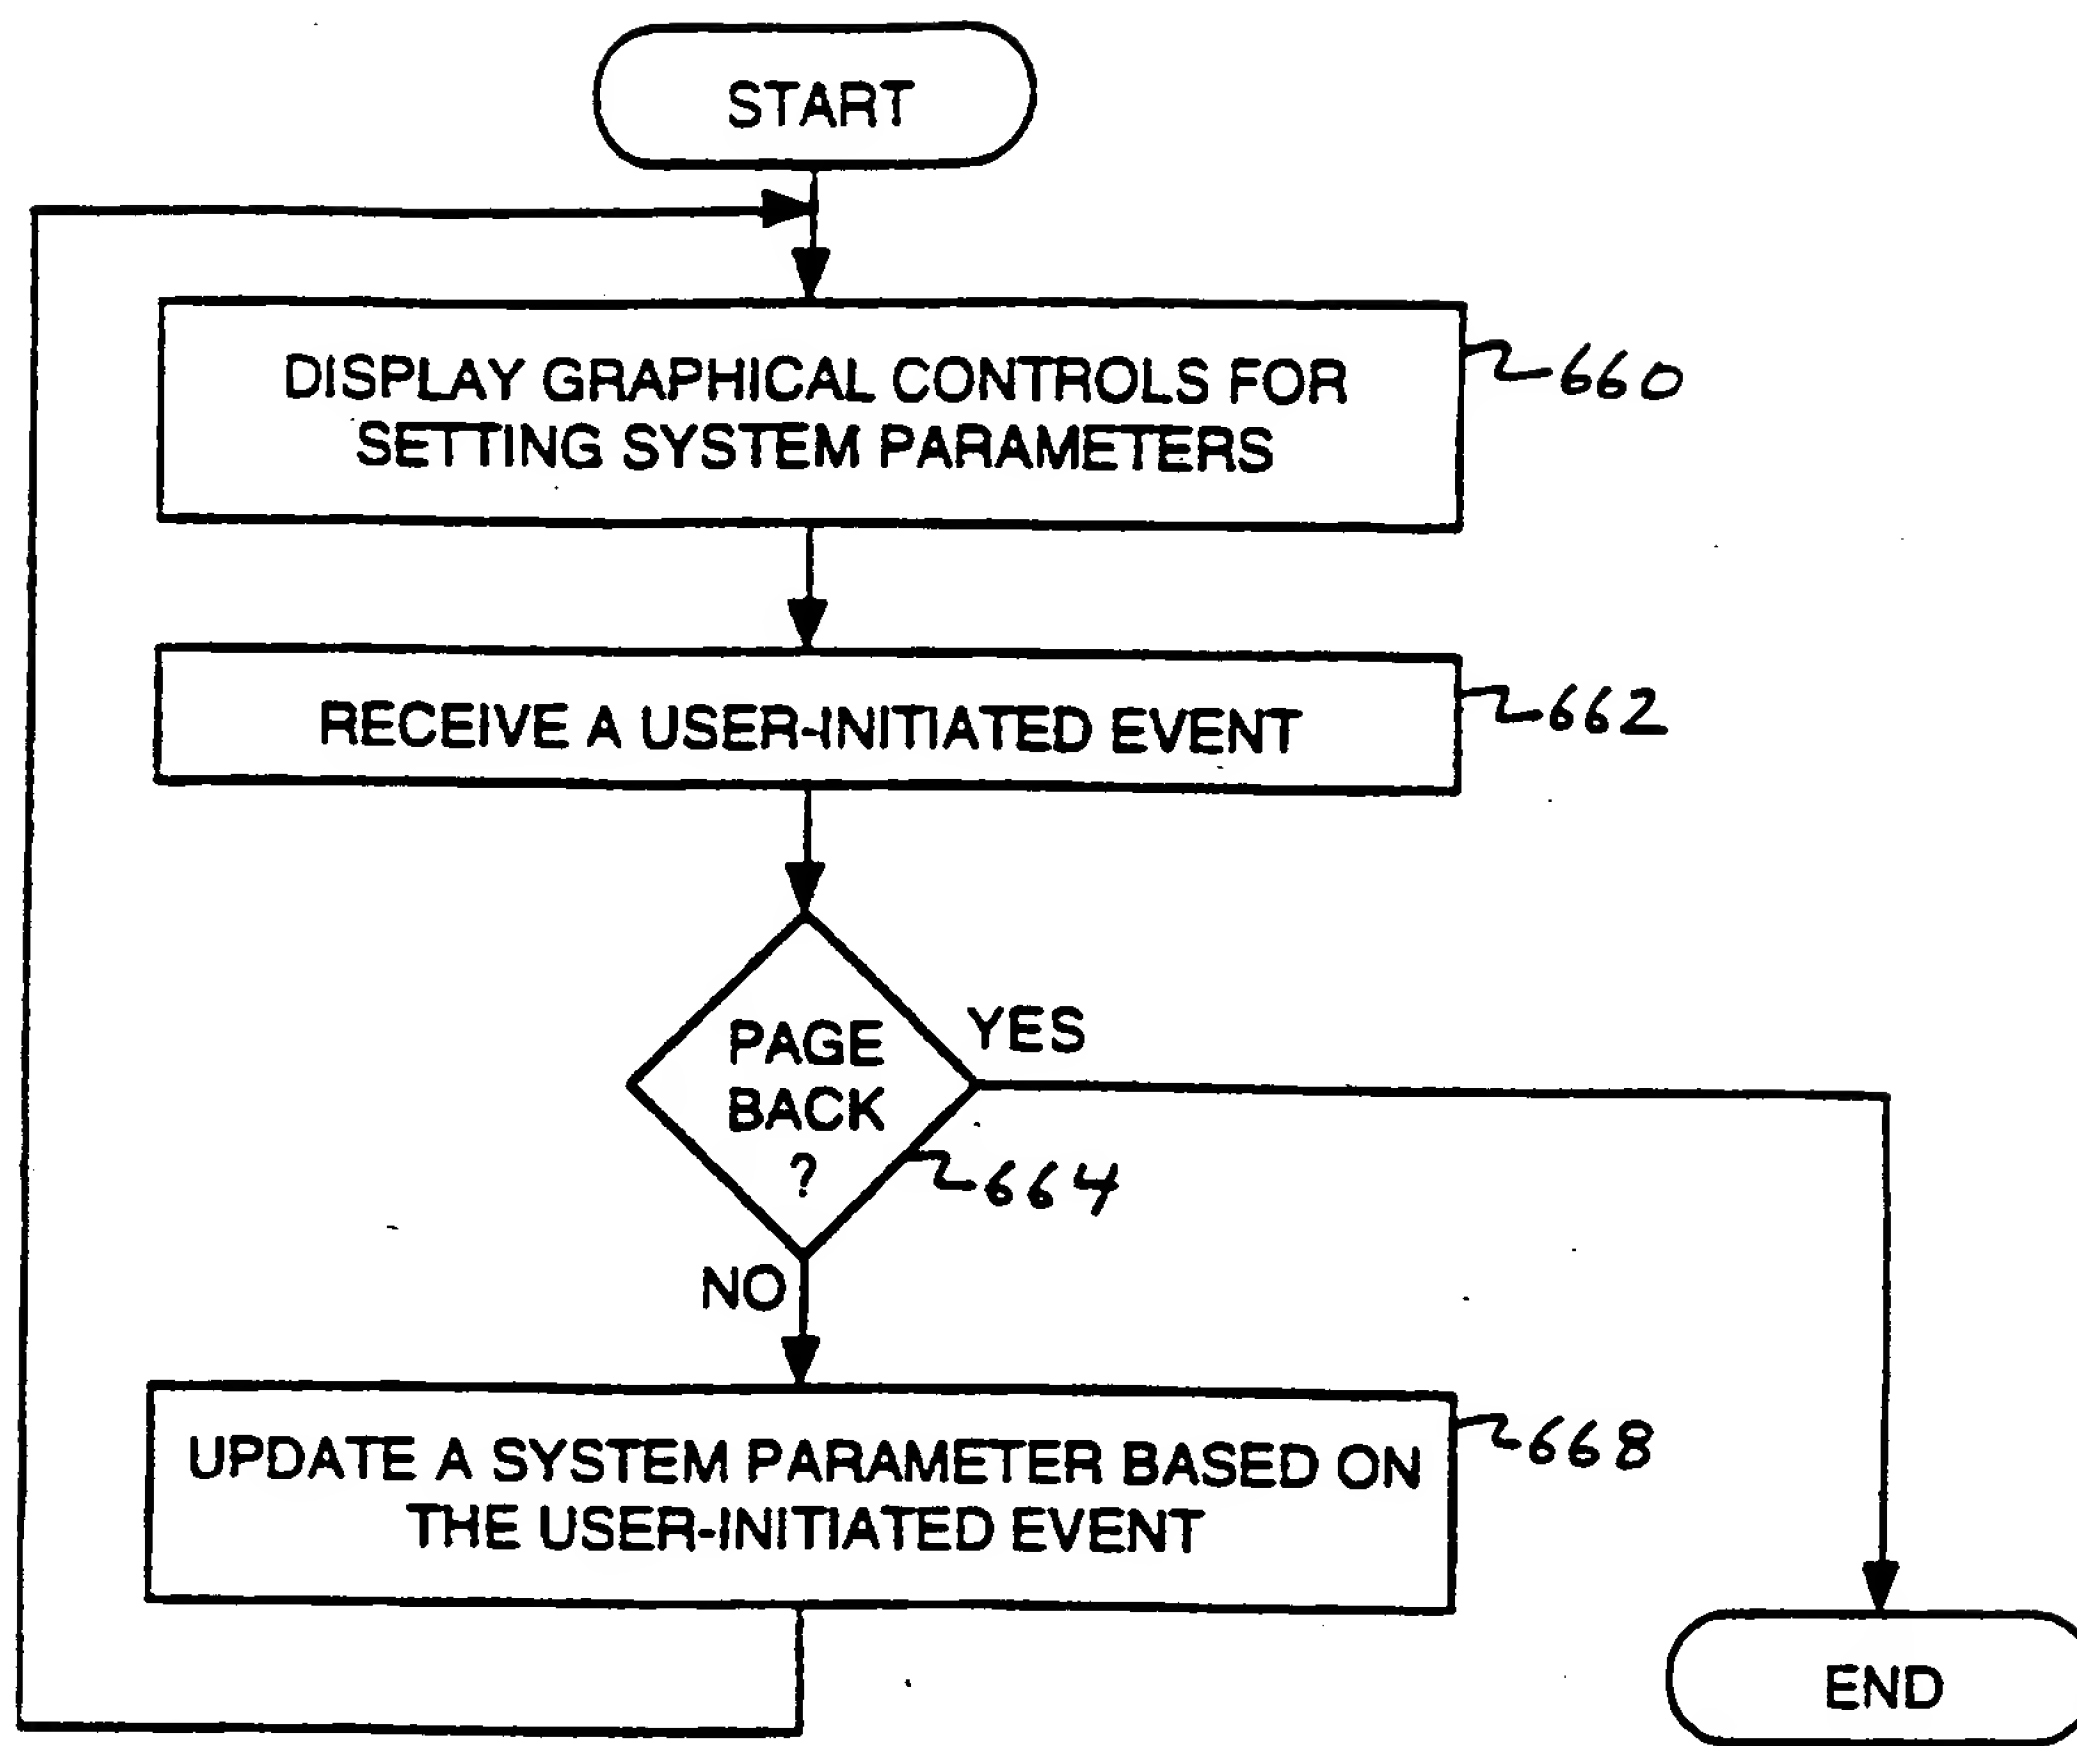 START
DISPLAY GRAPHICAL CONTROLS FOR
SETTING SYSTEM PARAMETERS
660
RECEIVE A USER-INITIATED EVENT
662
PAGE
BACK
?
YES
664
NO
UPDATE A SYSTEM PARAMETER BASED ON
THE USER-INITIATED EVENT
668
END